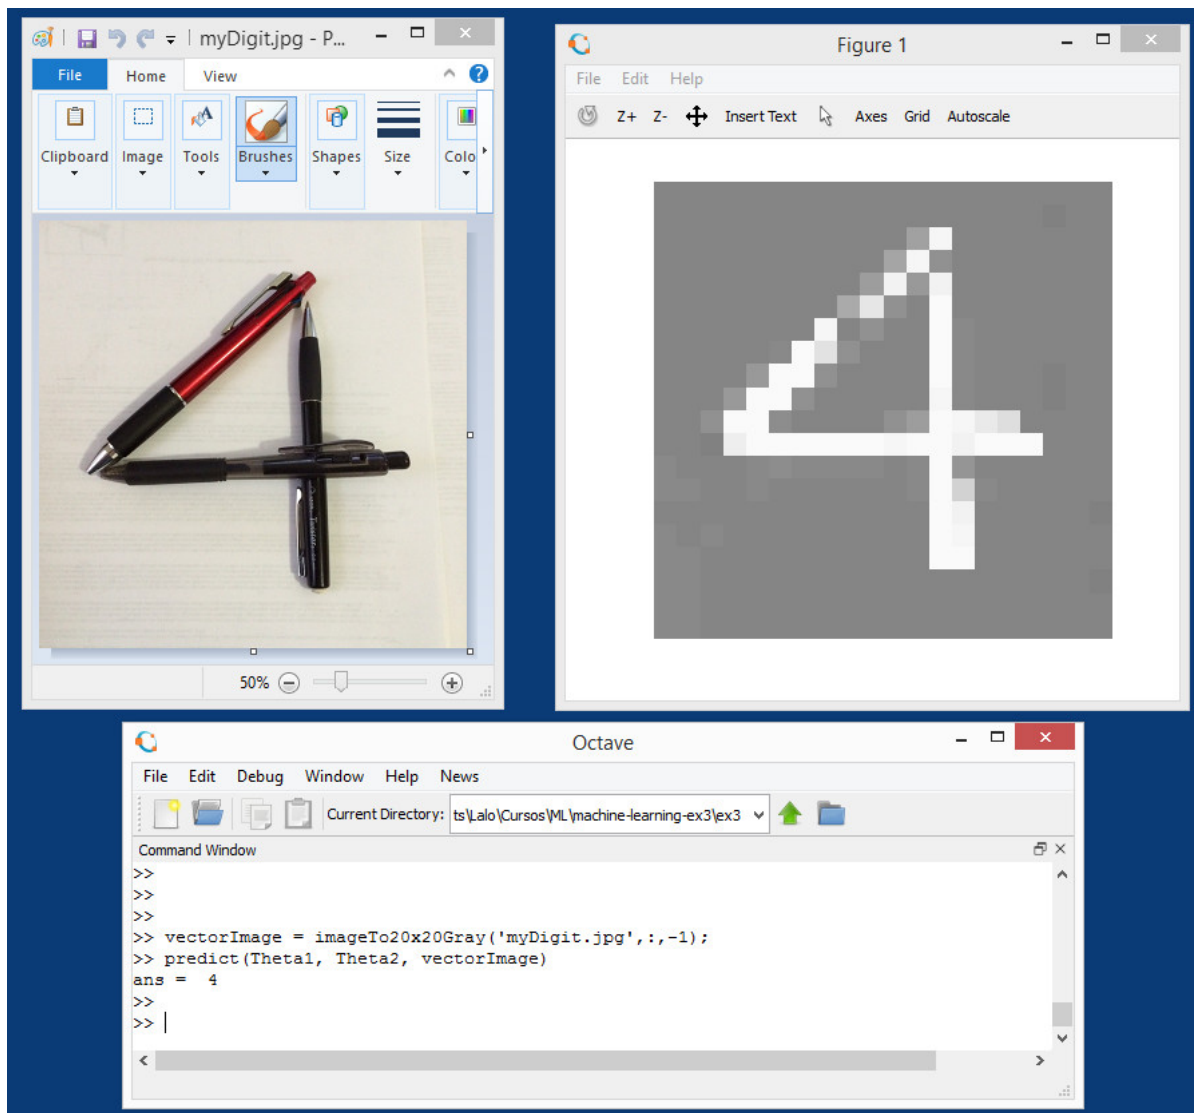 myDigit.jpg - P...
File Home View
Clipboard Image Tools Brushes Shapes Size Colo
50%
Figure 1
File Edit Help
Z+ Z- Insert Text Axes Grid Autoscale
Octave
File Edit Debug Window Help News
Current Directory: ts\Lalo\Cursos\ML\machine-learning-ex3\ex3
Command Window
>>
>>
>>
>> vectorImage = imageTo20x20Gray('myDigit.jpg',:,-1);
>> predict(Theta1, Theta2, vectorImage)
ans = 4
>>
>>